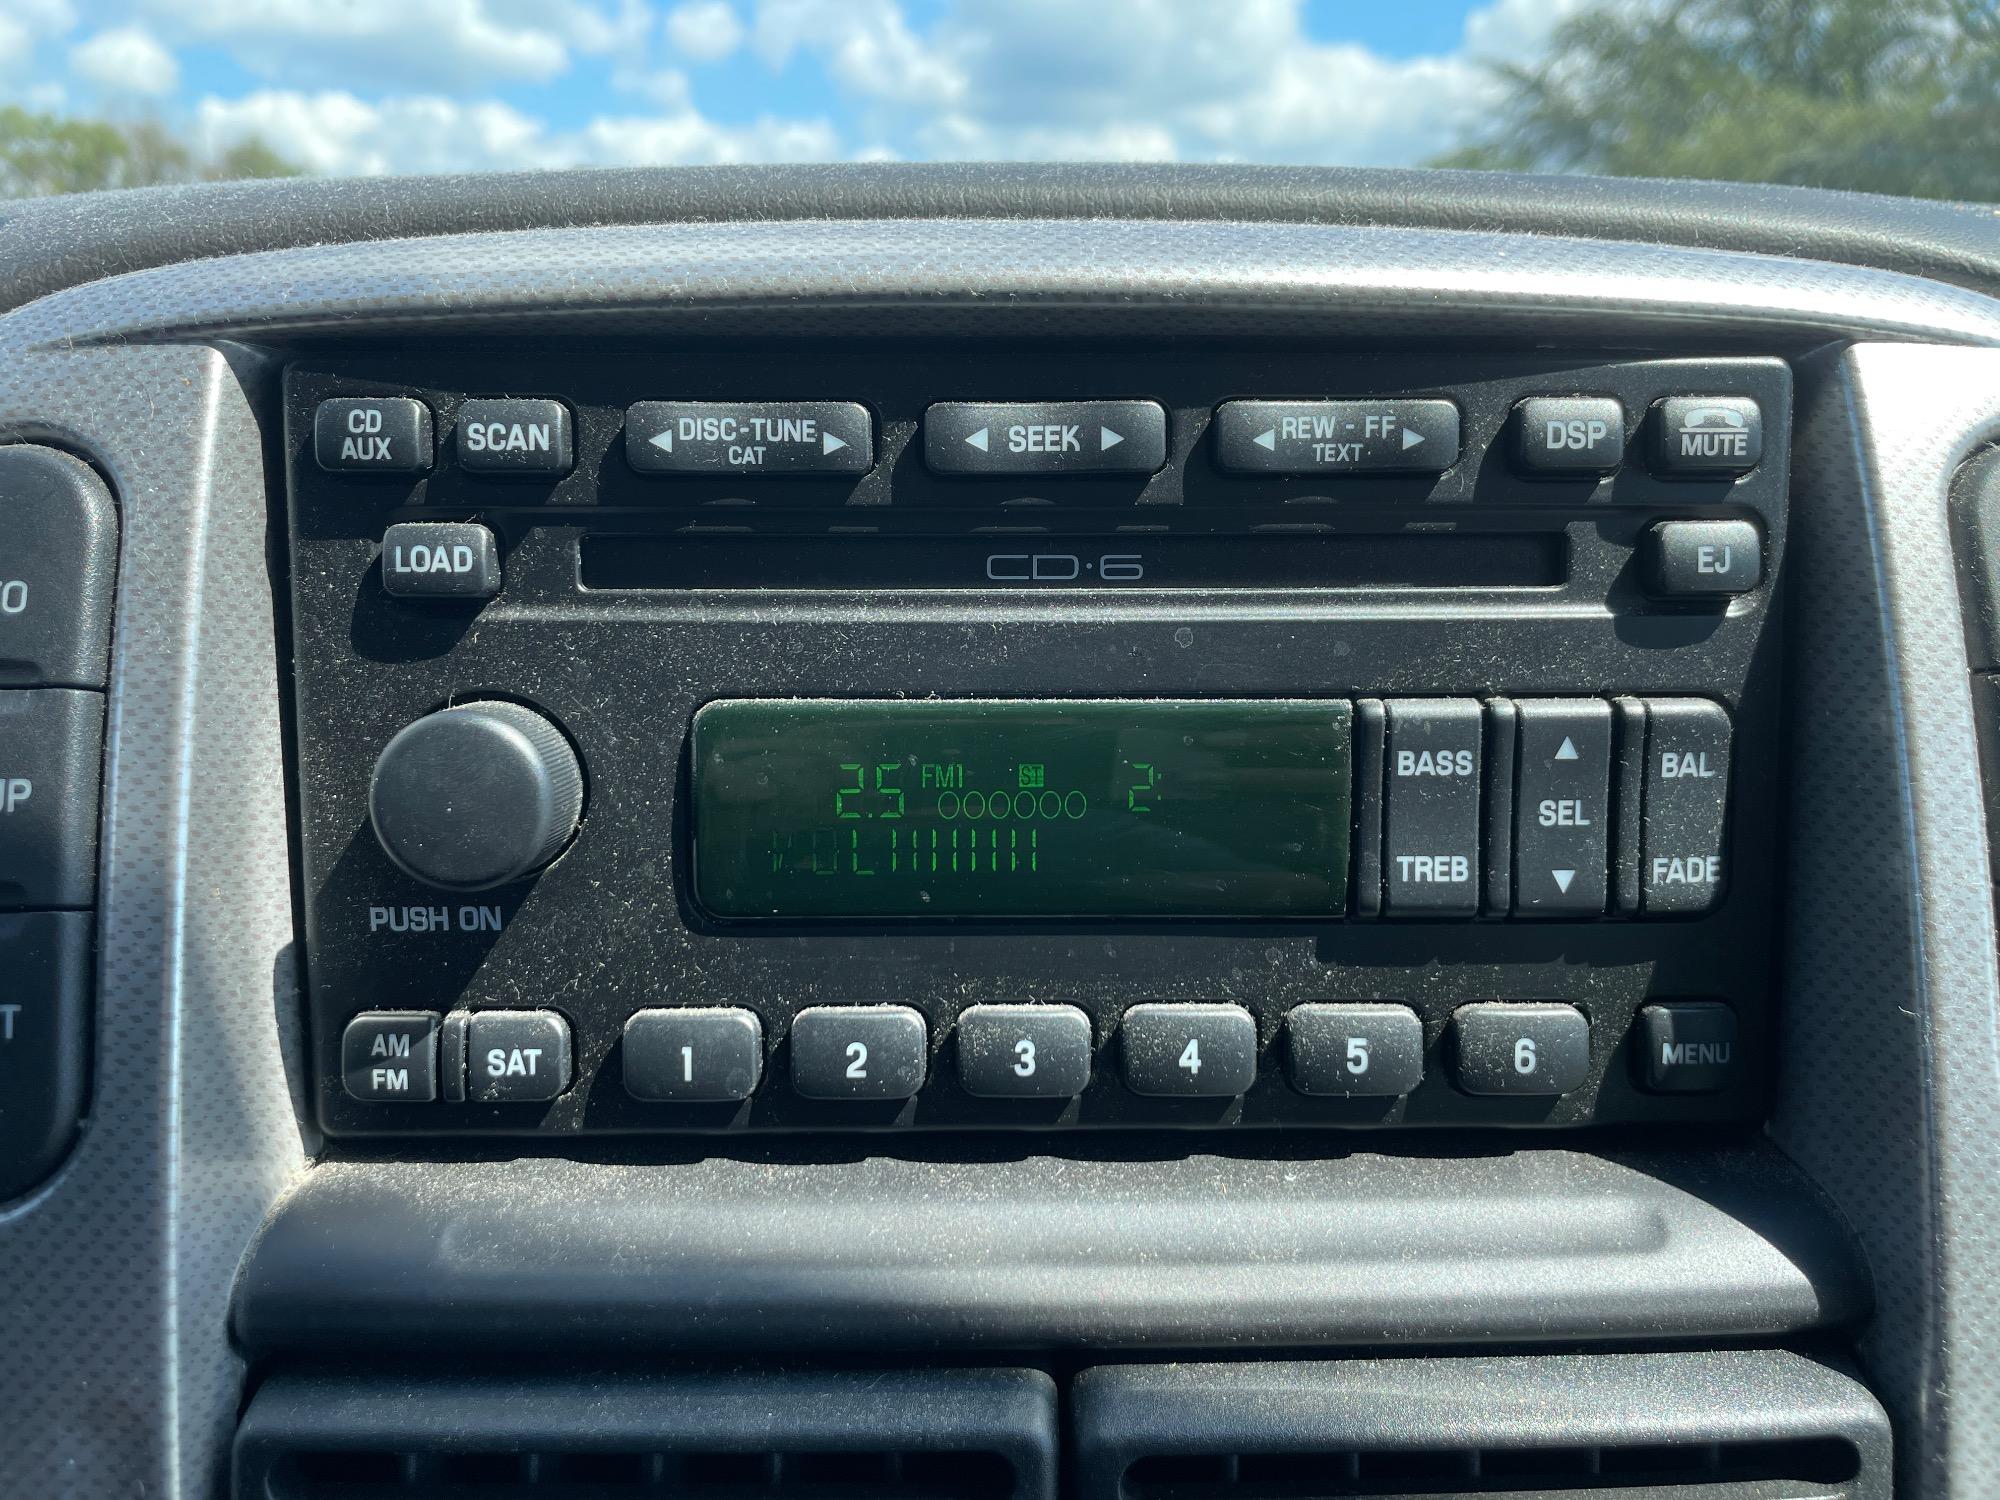 CD AUX
SCAN
◀ DISC-TUNE ▶
CAT
◀ SEEK ▶
◀ REW - FF ▶
TEXT
DSP
MUTE
LOAD
CD·6
EJ
2.5 FM1 ST 2:
OOOOOO
VOL
BASS
TREB
▲
SEL
▼
BAL
FADE
PUSH ON
AM
FM
SAT
1
2
3
4
5
6
MENU